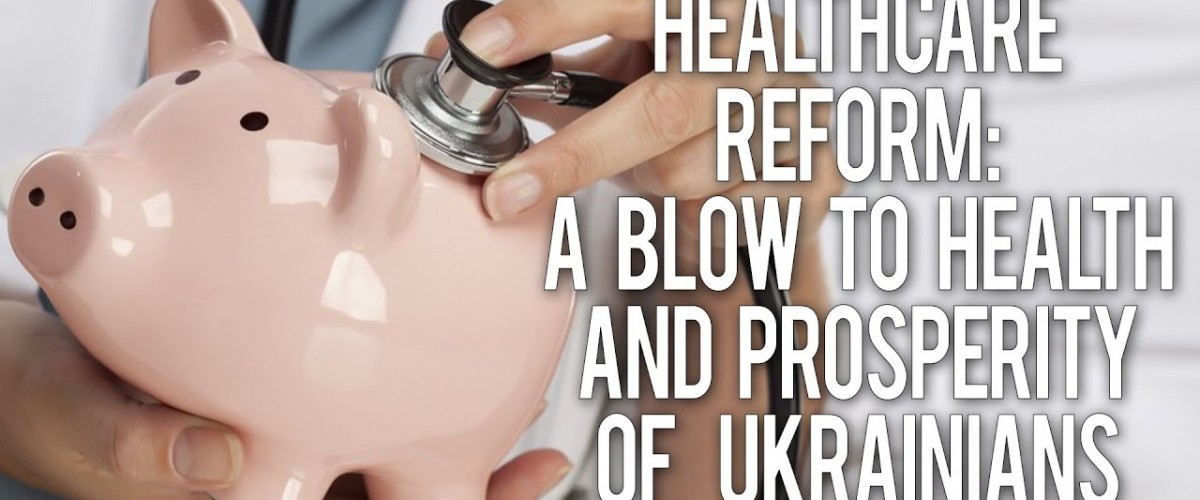 HEALTHCARE
REFORM:
A BLOW TO HEALTH
AND PROSPERITY
OF UKRAINIANS